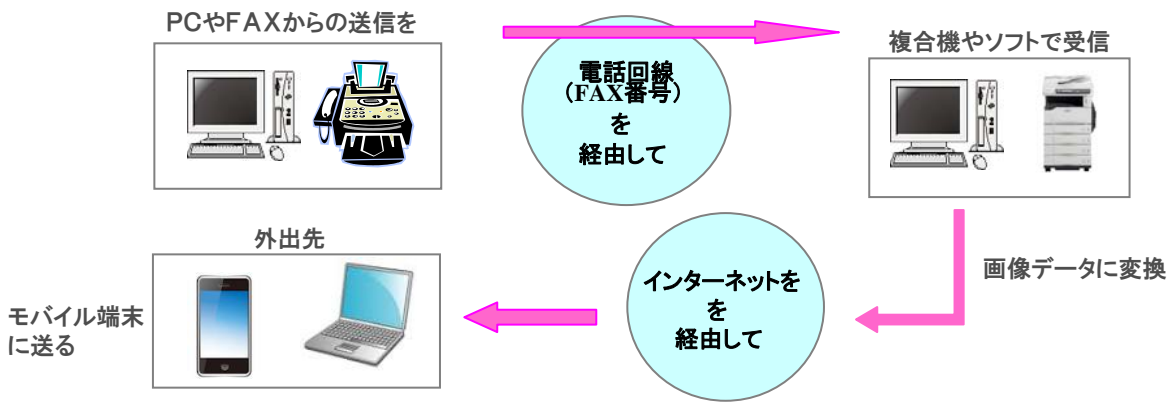 PCやFAXからの送信を
電話回線
(FAX番号)
を
経由して
複合機やソフトで受信
画像データに変換
インターネットを
を
経由して
外出先
モバイル端末
に送る